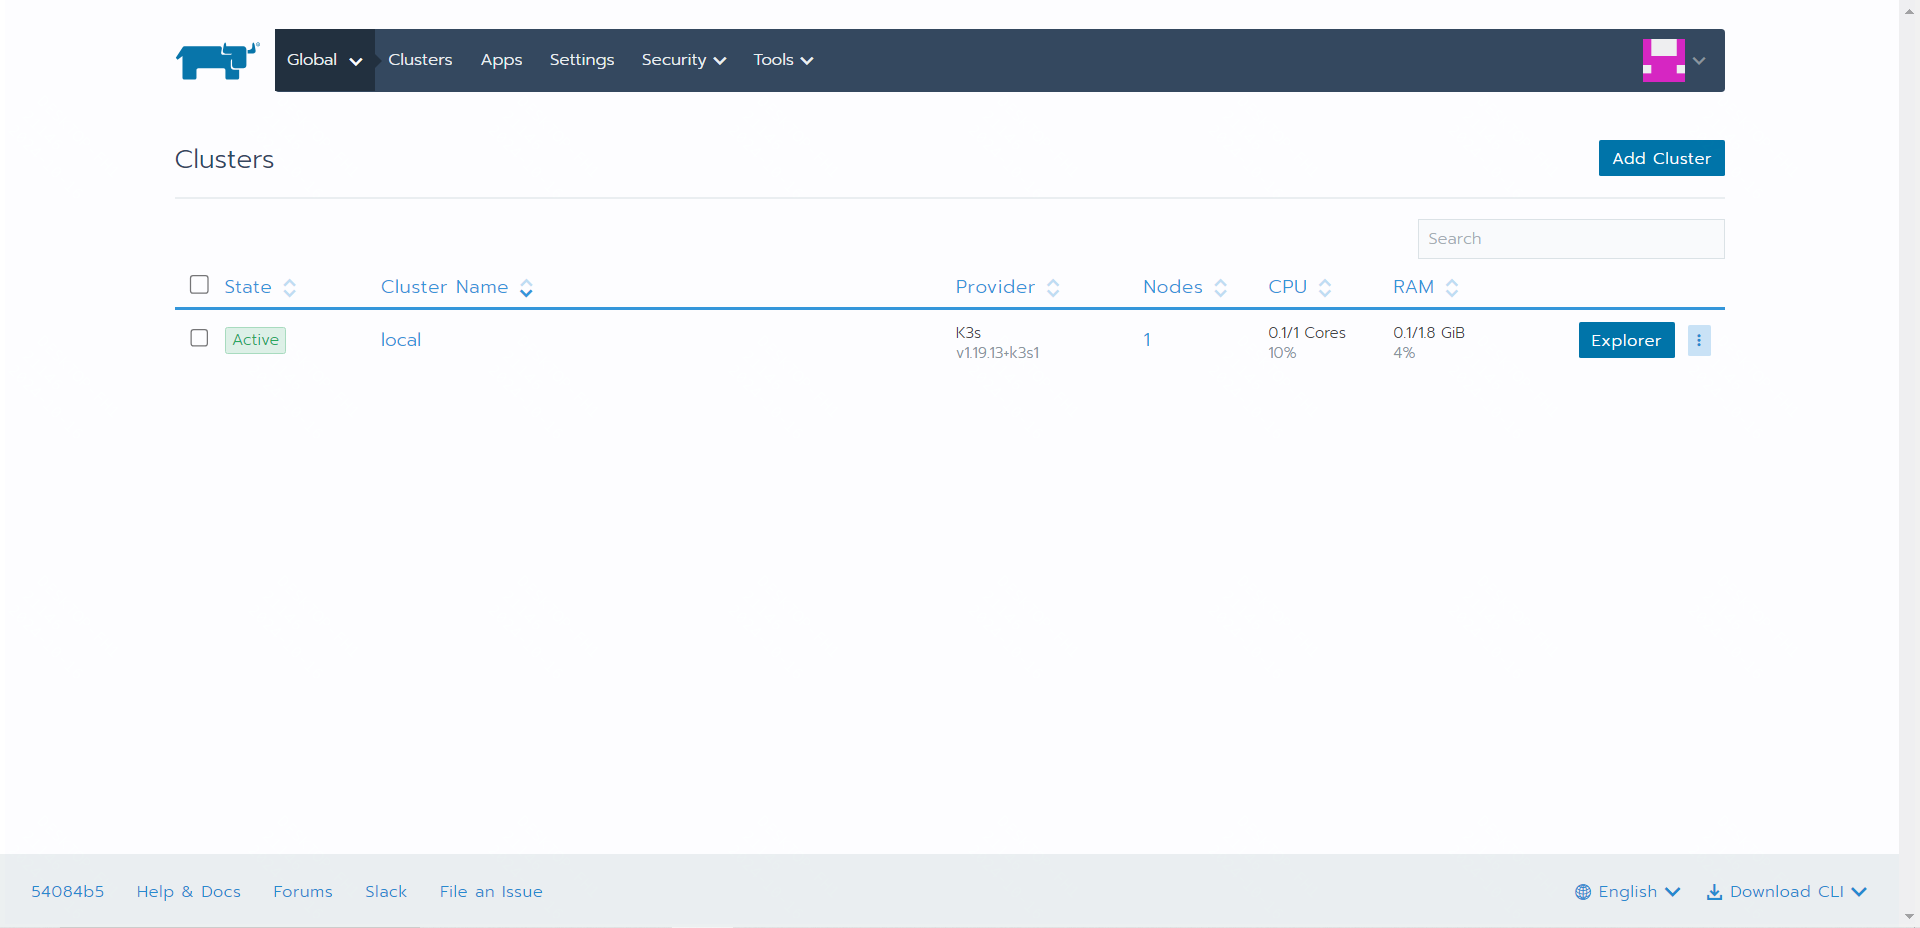 Global Clusters Apps Settings Security Tools
Clusters
Add Cluster
Search
State Cluster Name Provider Nodes CPU RAM
Active local K3s 1 0.1/1 Cores 0.1/1.8 GiB Explorer
v1.19.13+k3s1 10% 4%
54084b5 Help & Docs Forums Slack File an Issue English Download CLI